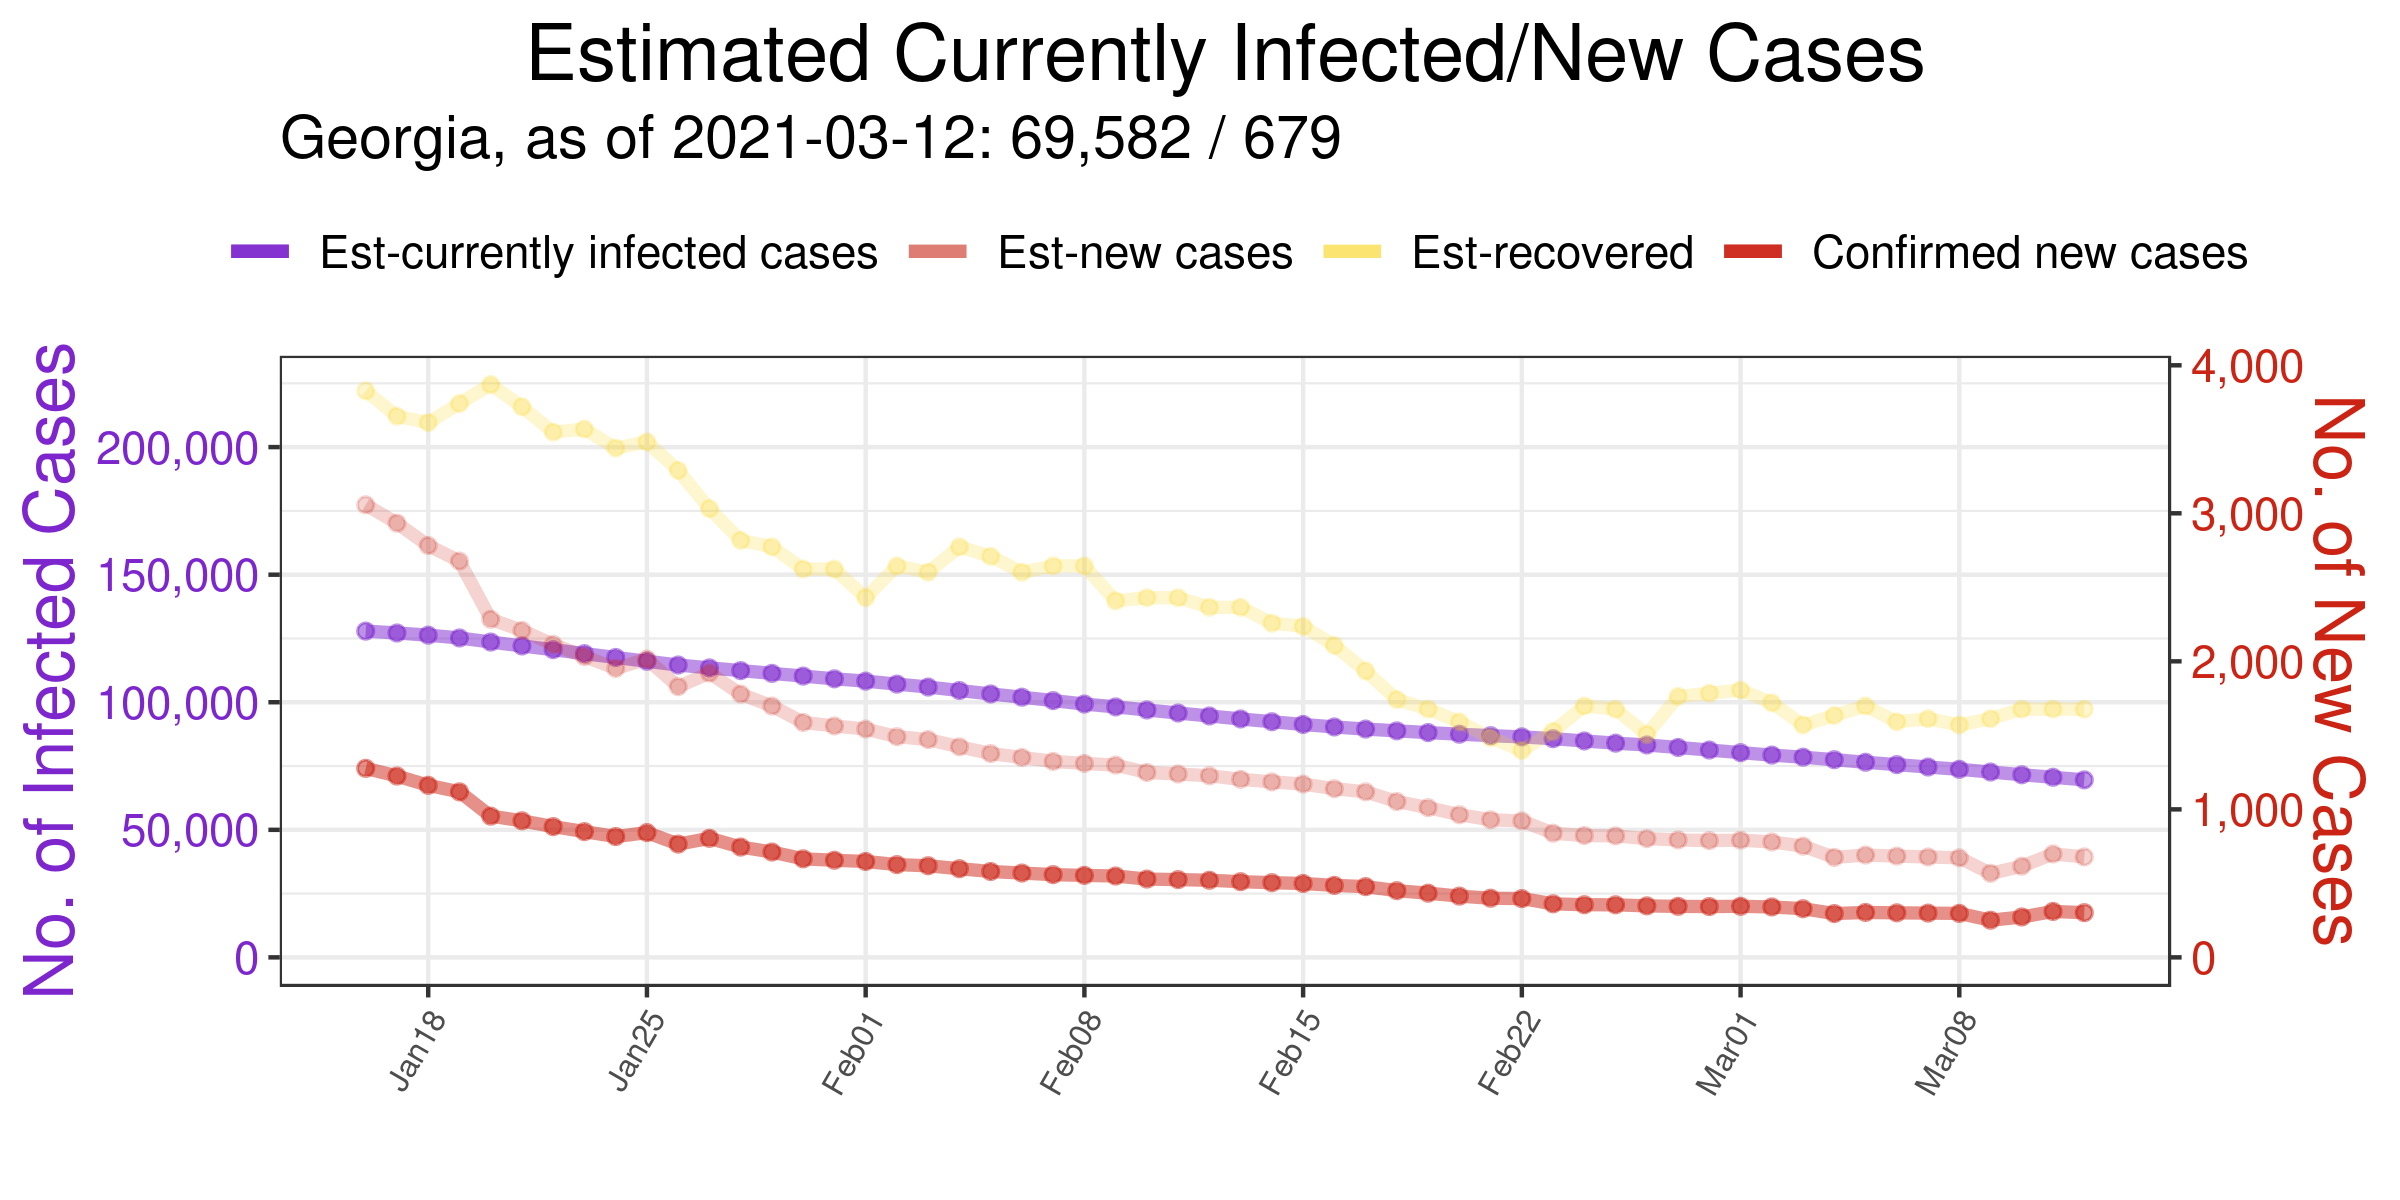 Estimated Currently Infected/New Cases
Georgia, as of 2021-03-12: 69,582 / 679
Est-currently infected cases
Est-new cases
Est-recovered
Confirmed new cases
No. of Infected Cases
200,000
150,000
100,000
50,000
0
4,000
3,000
2,000
1,000
0
No. of New Cases
Jan18
Jan25
Feb01
Feb08
Feb15
Feb22
Mar01
Mar08